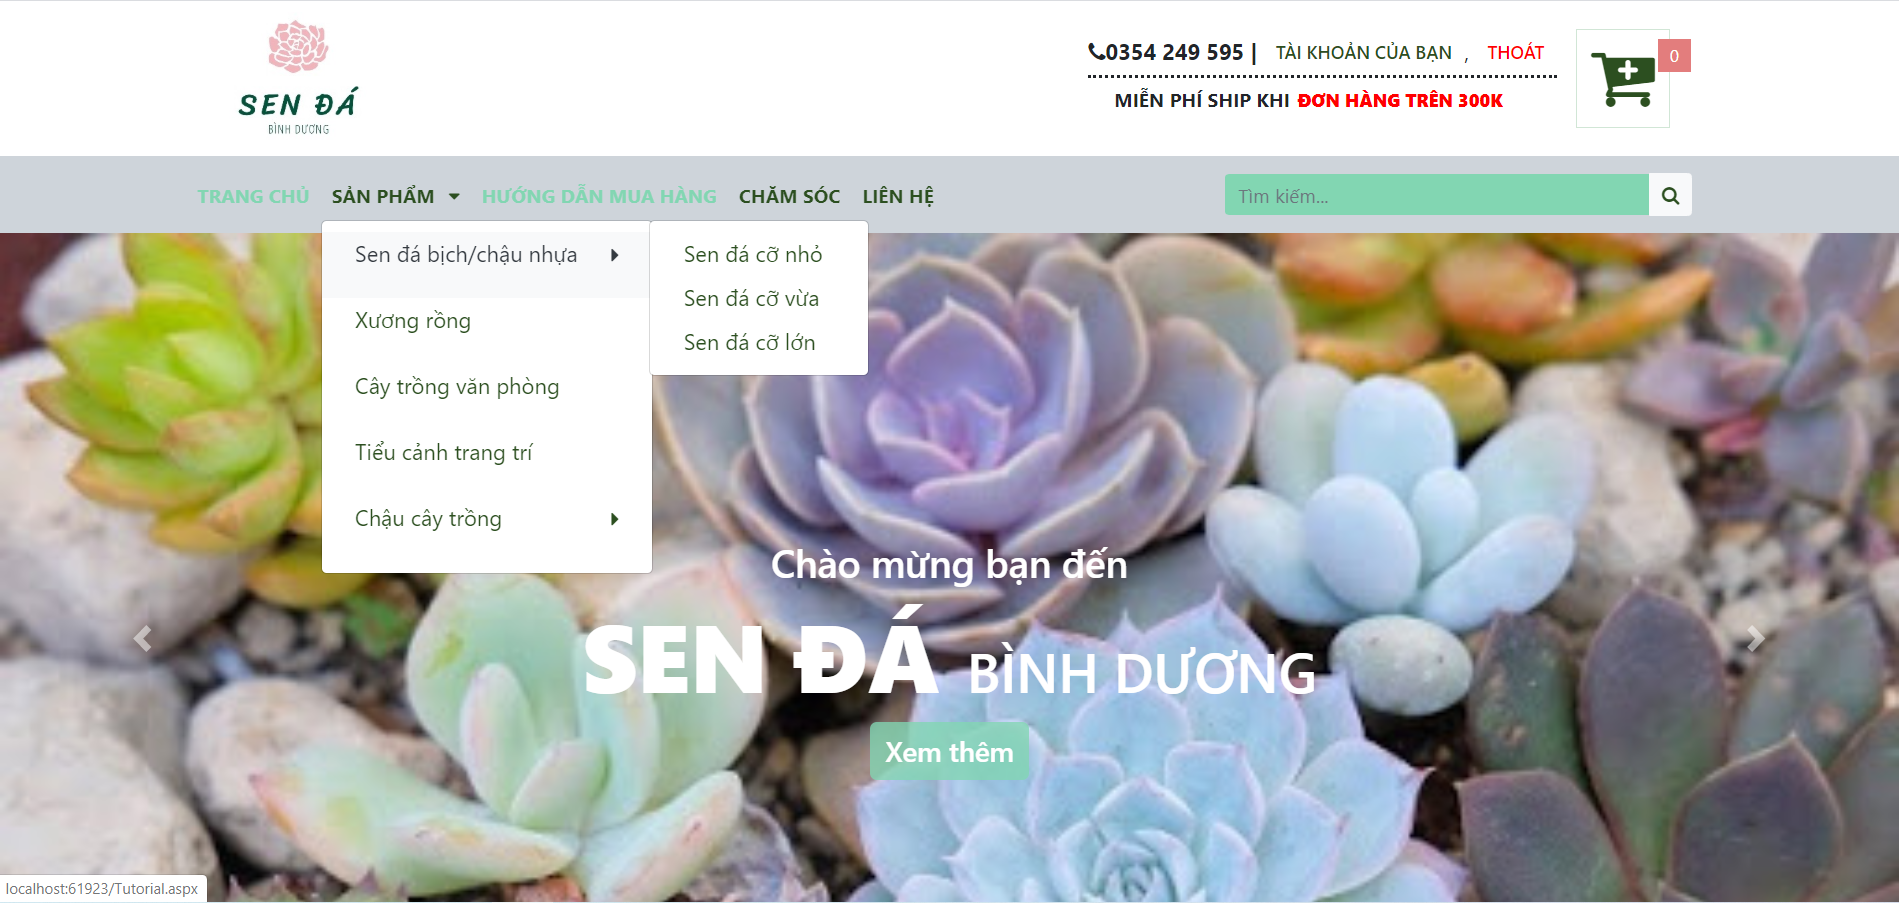 SEN ĐÁ
BÌNH DƯƠNG
0354 249 595 | TÀI KHOẢN CỦA BẠN , THOÁT
MIỄN PHÍ SHIP KHI ĐƠN HÀNG TRÊN 300K
0
TRANG CHỦ SẢN PHẨM HƯỚNG DẪN MUA HÀNG CHĂM SÓC LIÊN HỆ
Tìm kiếm...
Sen đá bịch/chậu nhựa
Xương rồng
Cây trồng văn phòng
Tiểu cảnh trang trí
Chậu cây trồng
Sen đá cỡ nhỏ
Sen đá cỡ vừa
Sen đá cỡ lớn
Chào mừng bạn đến
SEN ĐÁ BÌNH DƯƠNG
Xem thêm
localhost:61923/Tutorial.aspx